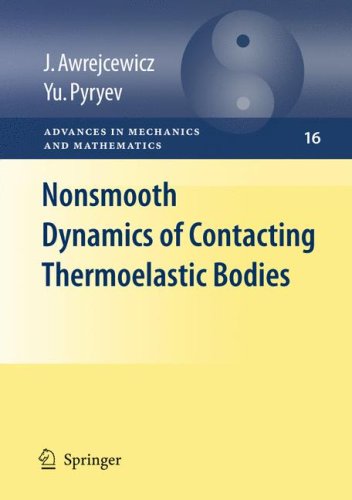 J. Awrejcewicz
Yu. Pyryev
ADVANCES IN MECHANICS
AND MATHEMATICS
16
Nonsmooth
Dynamics of Contacting
Thermoelastic Bodies
Springer